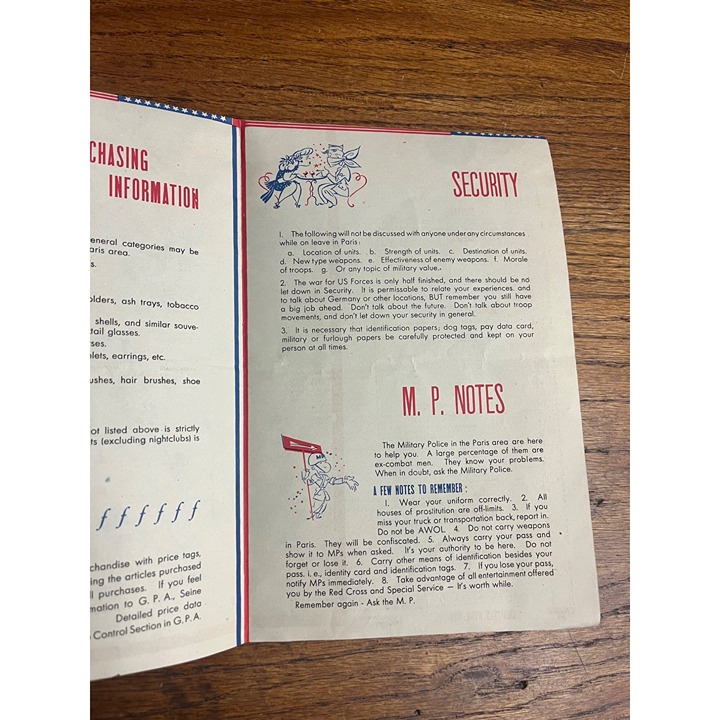 CHASING
INFORMATION
general categories may be
aris area.
s.
olders, ash trays, tobacco
shells, and similar souve-
tail glasses.
rses.
lets, earrings, etc.
ushes, hair brushes, shoe
ot listed above is strictly
ts (excluding nightclubs) is
f f f f f f
chandise with price tags,
ing the articles purchased
ll purchases. If you feel
mation to G. P. A., Seine
Detailed price data
Control Section in G.P.A.
SECURITY
1. The following will not be discussed with anyone under any circumstances
while on leave in Paris:
a. Location of units. b. Strength of units. c. Destination of units.
d. New type weapons. e. Effectiveness of enemy weapons. f. Morale
of troops. g. Or any topic of military value.
2. The war for US Forces is only half finished, and there should be no
let down in Security. It is permissable to relate your experiences and
to talk about Germany or other locations, BUT remember you still have
a big job ahead. Don't talk about the future. Don't talk about troop
movements, and don't let down your security in general.
3. It is necessary that identification papers; dog tags, pay data card,
military or furlough papers be carefully protected and kept on your
person at all times.
M. P. NOTES
The Military Police in the Paris area are here
to help you. A large percentage of them are
ex-combat men. They know your problems.
When in doubt, ask the Military Police.
A FEW NOTES TO REMEMBER:
1. Wear your uniform correctly. 2. All
houses of prostitution are off-limits. 3. If you
miss your truck or transportation back, report in.
Do not be AWOL. 4. Do not carry weapons
in Paris. They will be confiscated. 5. Always carry your pass and
show it to MPs when asked. It's your authority to be here. Do not
forget or lose it. 6. Carry other means of identification besides your
pass. i. e., identity card and identification tags. 7. If you lose your pass,
notify MPs immediately. 8. Take advantage of all entertainment offered
you by the Red Cross and Special Service — It's worth while.
Remember again - Ask the M. P.